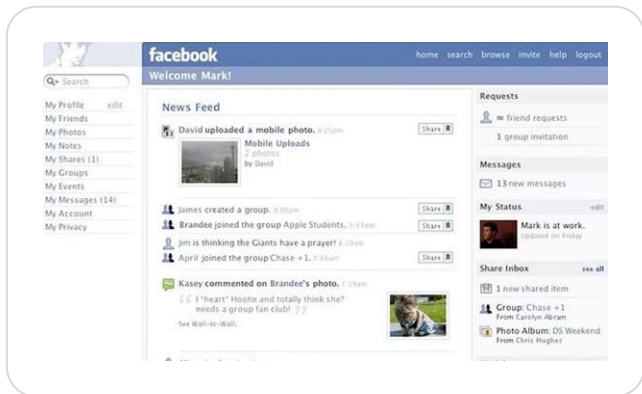 facebook
home search browse invite help logout
Welcome Mark!
Search
My Profile edit
My Friends
My Photos
My Notes
My Shares (1)
My Groups
My Events
My Messages (14)
My Account
My Privacy
News Feed
David uploaded a mobile photo.
Share
Mobile Uploads
2 photos
by David
James created a group.
Share
Brandee joined the group Apple Students.
Share
Jim is thinking the Giants have a prayer!
April joined the group Chase +1.
Share
Kasey commented on Brandee's photo.
I "heart" Hootie and totally think she?
needs a group fan club!
See Wall-to-Wall.
Requests
∞ friend requests
1 group invitation
Messages
13 new messages
My Status edit
Mark is at work.
Updated on Friday
Share Inbox see all
1 new shared item
Group: Chase +1
From Carolyn Abram
Photo Album: DS Weekend
From Chris Hughes